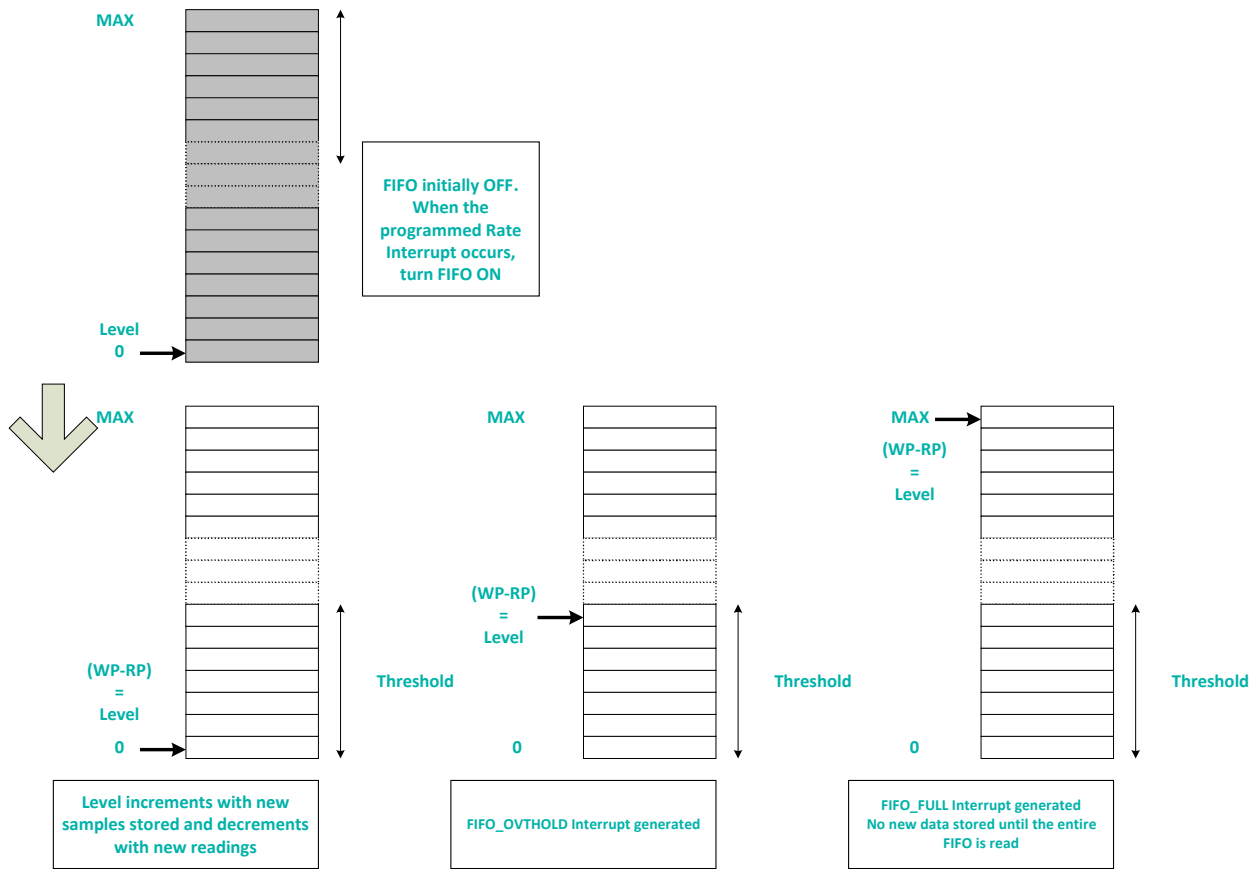 MAX
FIFO initially OFF.
When the
programmed Rate
Interrupt occurs,
turn FIFO ON
Level
0
MAX
(WP-RP)
=
Level
0
Threshold
Level increments with new
samples stored and decrements
with new readings
MAX
(WP-RP)
=
Level
0
Threshold
FIFO_OVTHOLD Interrupt generated
MAX
(WP-RP)
=
Level
0
Threshold
FIFO_FULL Interrupt generated
No new data stored until the entire
FIFO is read